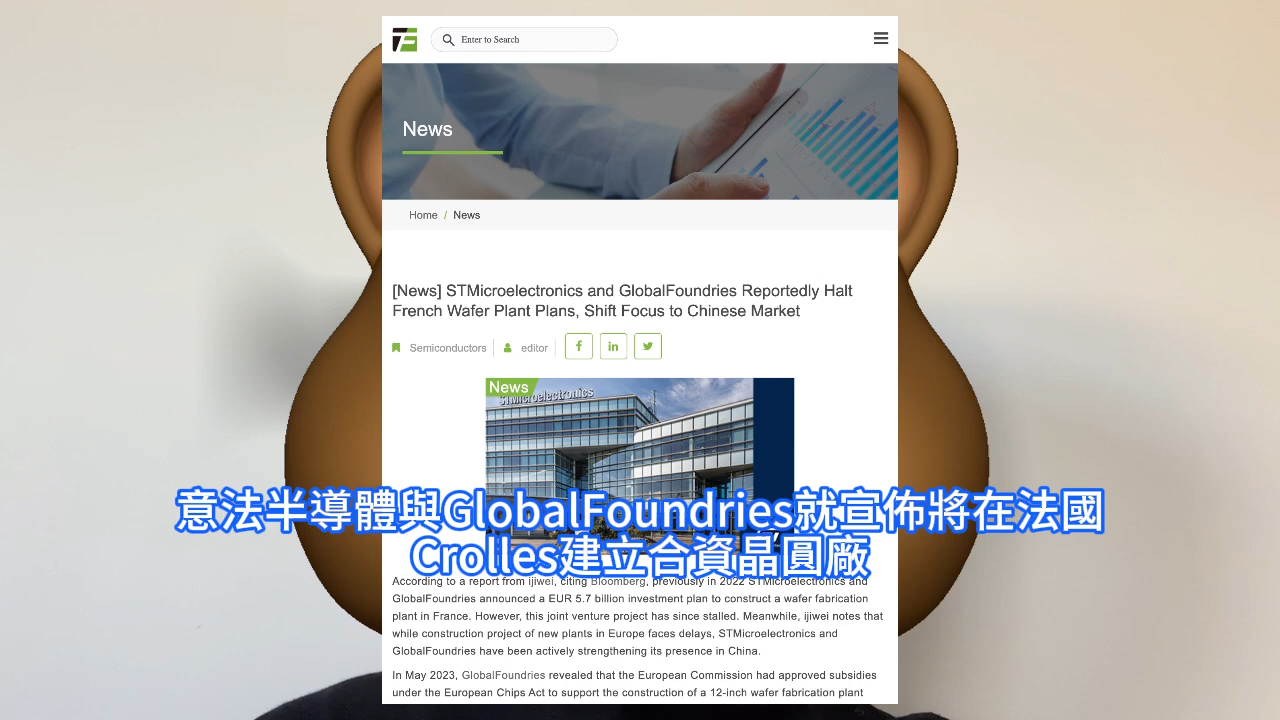 Enter to Search
News
Home / News
[News] STMicroelectronics and GlobalFoundries Reportedly Halt
French Wafer Plant Plans, Shift Focus to Chinese Market
Semiconductors editor
News
STMicroelectronics
意法半導體與GlobalFoundries就宣佈將在法國
Crolles建立合資晶圓廠
According to a report from ijiwei, citing Bloomberg, previously in 2022 STMicroelectronics and
GlobalFoundries announced a EUR 5.7 billion investment plan to construct a wafer fabrication
plant in France. However, this joint venture project has since stalled. Meanwhile, ijiwei notes that
while construction project of new plants in Europe faces delays, STMicroelectronics and
GlobalFoundries have been actively strengthening its presence in China.
In May 2023, GlobalFoundries revealed that the European Commission had approved subsidies
under the European Chips Act to support the construction of a 12-inch wafer fabrication plant